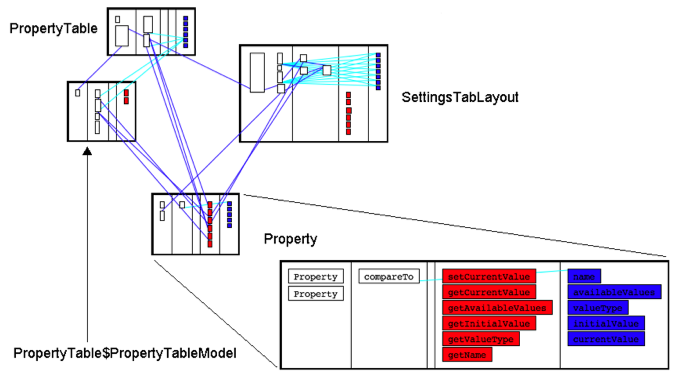 PropertyTable
SettingsTabLayout
Property
Property compareTo setCurrentValue name
Property getCurrentValue availableValues
getAvailableValues valueType
getInitialValue initialValue
getValueType currentValue
getName
PropertyTable$PropertyTableModel